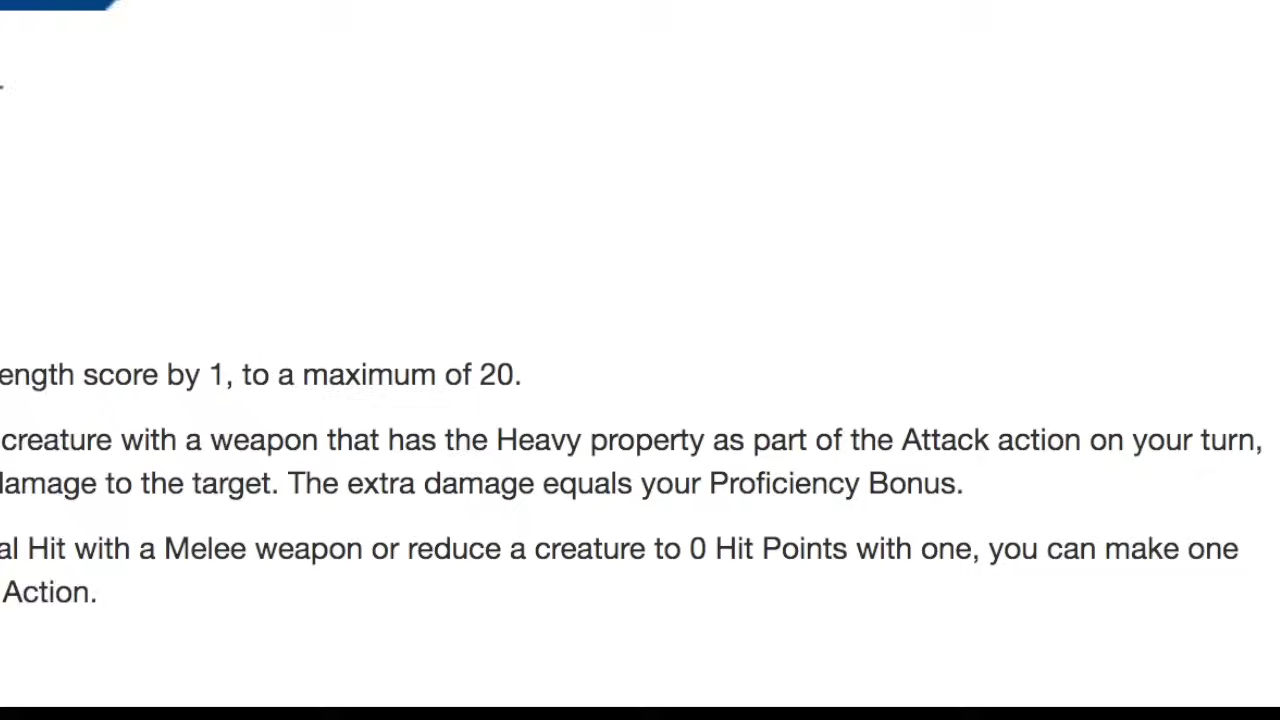 ength score by 1, to a maximum of 20.
creature with a weapon that has the Heavy property as part of the Attack action on your turn,
damage to the target. The extra damage equals your Proficiency Bonus.
al Hit with a Melee weapon or reduce a creature to 0 Hit Points with one, you can make one
Action.